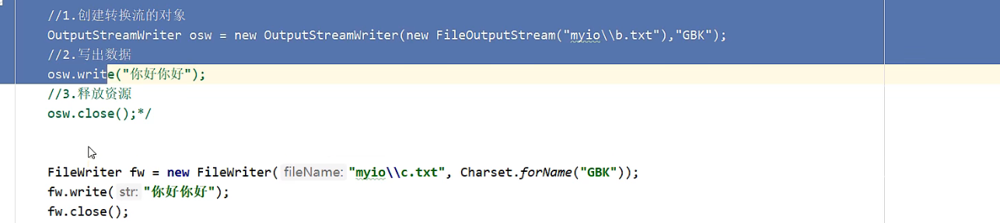 //1.创建转换流的对象
OutputStreamWriter osw = new OutputStreamWriter(new FileOutputStream("myio\\b.txt"),"GBK");
//2.写出数据
osw.write("你好你好");
//3.释放资源
osw.close();*/
FileWriter fw = new FileWriter( fileName: "myio\\c.txt", Charset.forName("GBK"));
fw.write( str: "你好你好");
fw.close();